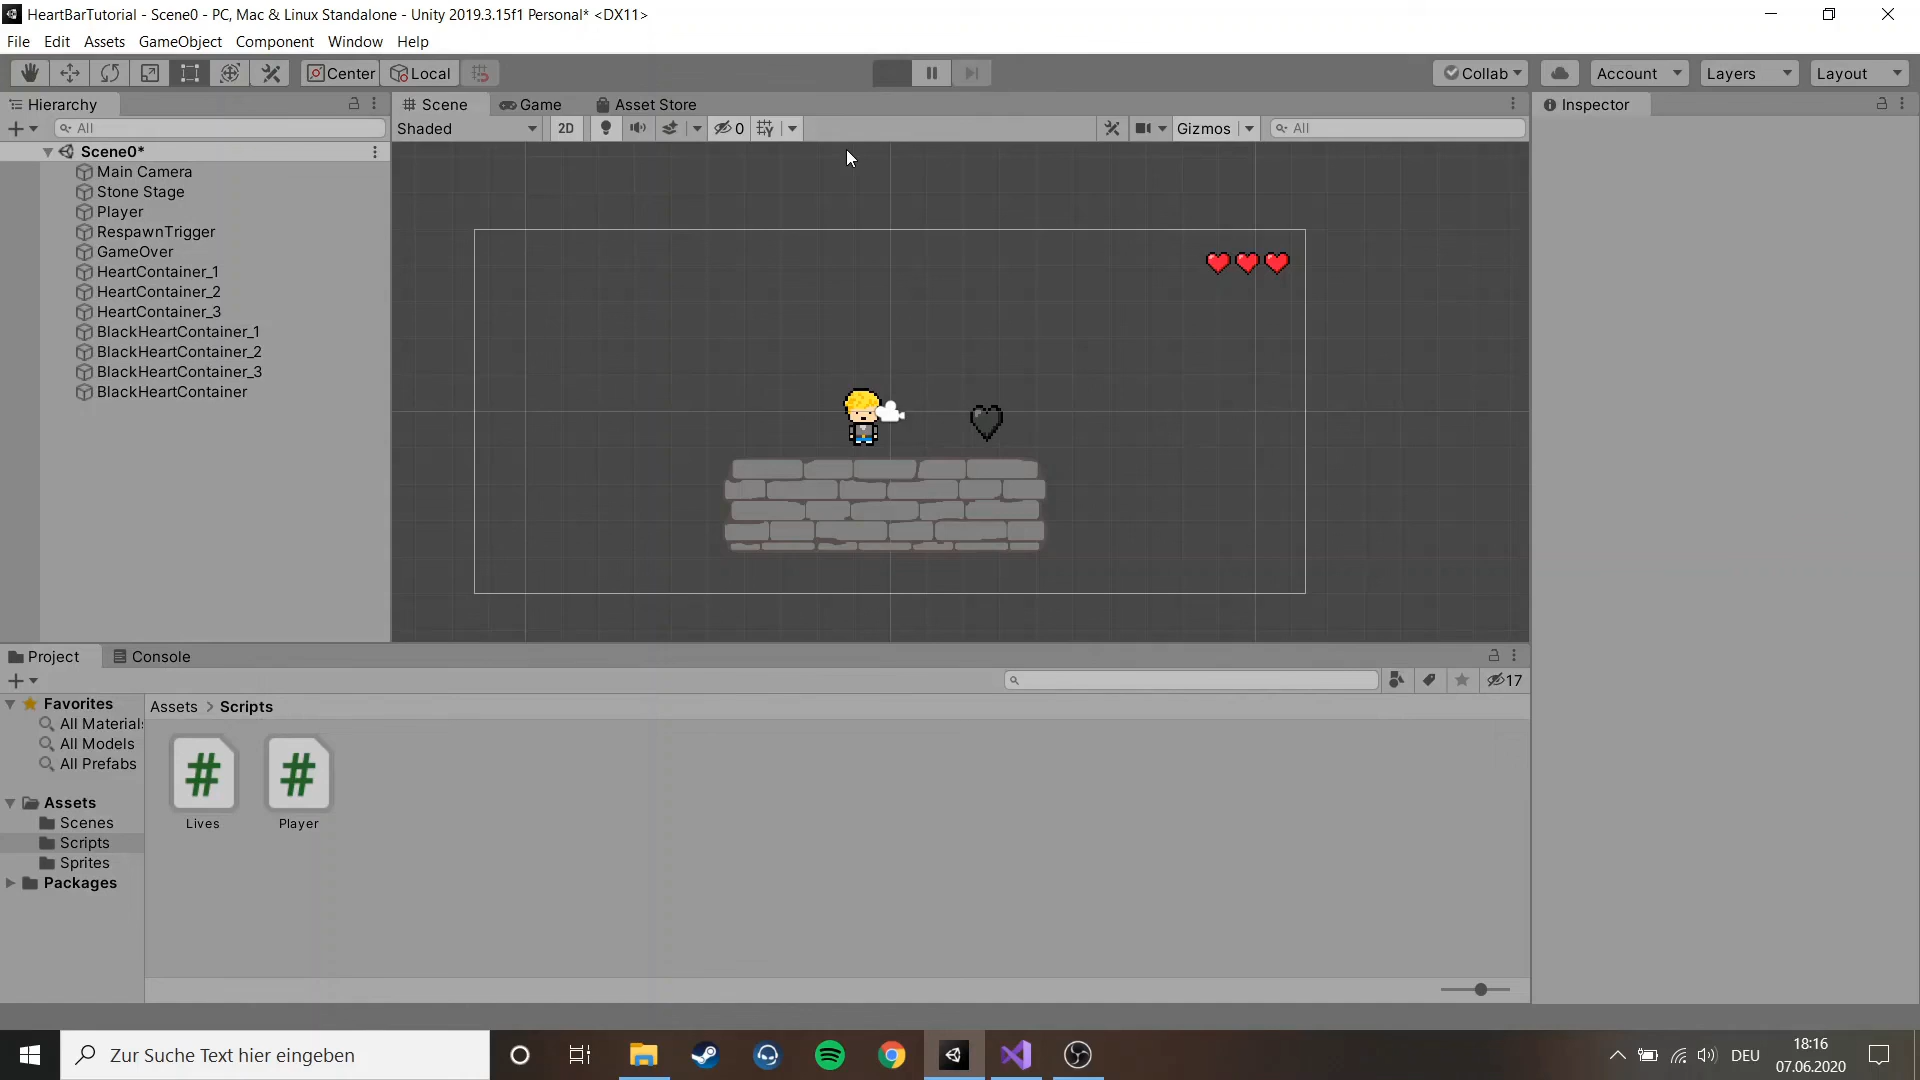 HeartBarTutorial - Scene0 - PC, Mac & Linux Standalone - Unity 2019.3.15f1 Personal* <DX11>
File Edit Assets GameObject Component Window Help
Center Local Collab Account Layers Layout
Hierarchy
All
Scene0*
Main Camera
Stone Stage
Player
RespawnTrigger
GameOver
HeartContainer_1
HeartContainer_2
HeartContainer_3
BlackHeartContainer_1
BlackHeartContainer_2
BlackHeartContainer_3
BlackHeartContainer
Scene Game Asset Store
Shaded 2D 0 Gizmos All
Inspector
Project Console
17
Favorites
All Material
All Models
All Prefabs
Assets
Scenes
Scripts
Sprites
Packages
Assets > Scripts
Lives Player
Zur Suche Text hier eingeben
DEU
18:16
07.06.2020